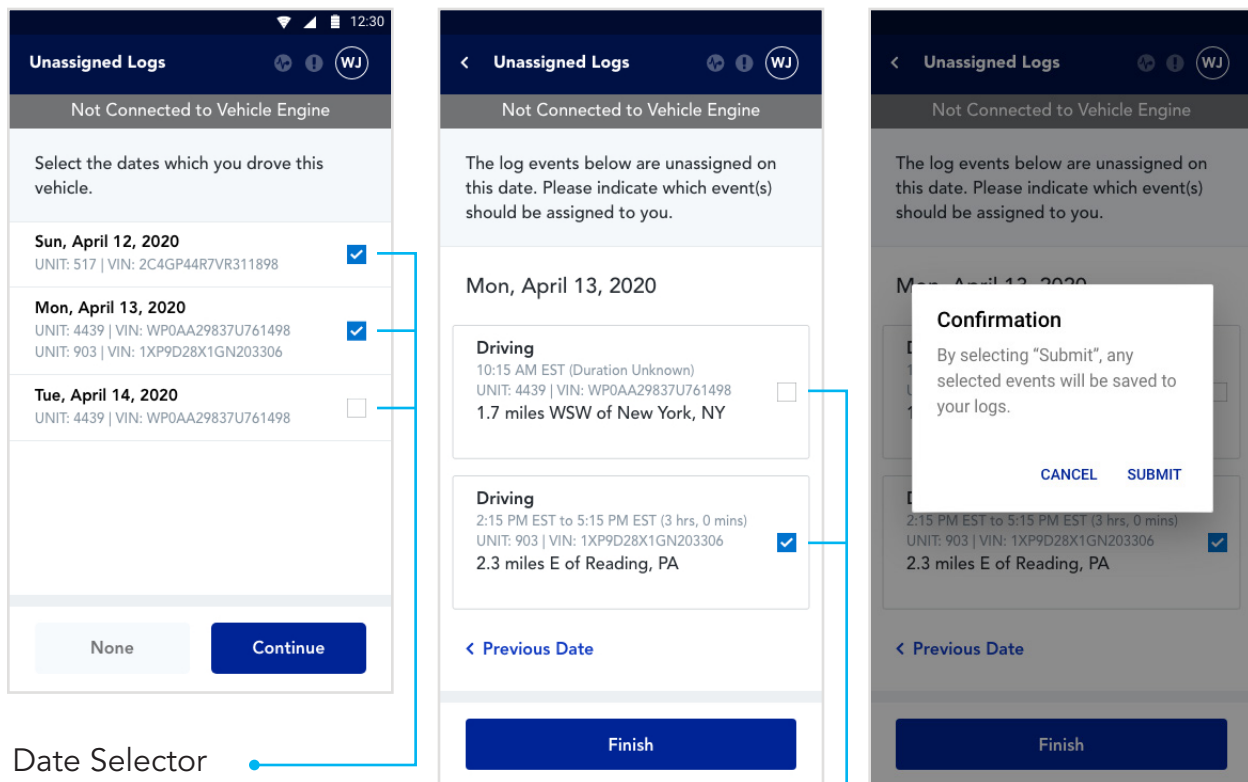 12:30
Unassigned Logs
WJ
Not Connected to Vehicle Engine
Select the dates which you drove this
vehicle.
Sun, April 12, 2020
UNIT: 517 | VIN: 2C4GP44R7VR311898
Mon, April 13, 2020
UNIT: 4439 | VIN: WP0AA29837U761498
UNIT: 903 | VIN: 1XP9D28X1GN203306
Tue, April 14, 2020
UNIT: 4439 | VIN: WP0AA29837U761498
None
Continue
Date Selector
Unassigned Logs
WJ
Not Connected to Vehicle Engine
The log events below are unassigned on
this date. Please indicate which event(s)
should be assigned to you.
Mon, April 13, 2020
Driving
10:15 AM EST (Duration Unknown)
UNIT: 4439 | VIN: WP0AA29837U761498
1.7 miles WSW of New York, NY
Driving
2:15 PM EST to 5:15 PM EST (3 hrs, 0 mins)
UNIT: 903 | VIN: 1XP9D28X1GN203306
2.3 miles E of Reading, PA
< Previous Date
Finish
Unassigned Logs
WJ
Not Connected to Vehicle Engine
The log events below are unassigned on
this date. Please indicate which event(s)
should be assigned to you.
Mon, April 13, 2020
Confirmation
By selecting “Submit”, any
selected events will be saved to
your logs.
CANCEL
SUBMIT
2:15 PM EST to 5:15 PM EST (3 hrs, 0 mins)
UNIT: 903 | VIN: 1XP9D28X1GN203306
2.3 miles E of Reading, PA
< Previous Date
Finish